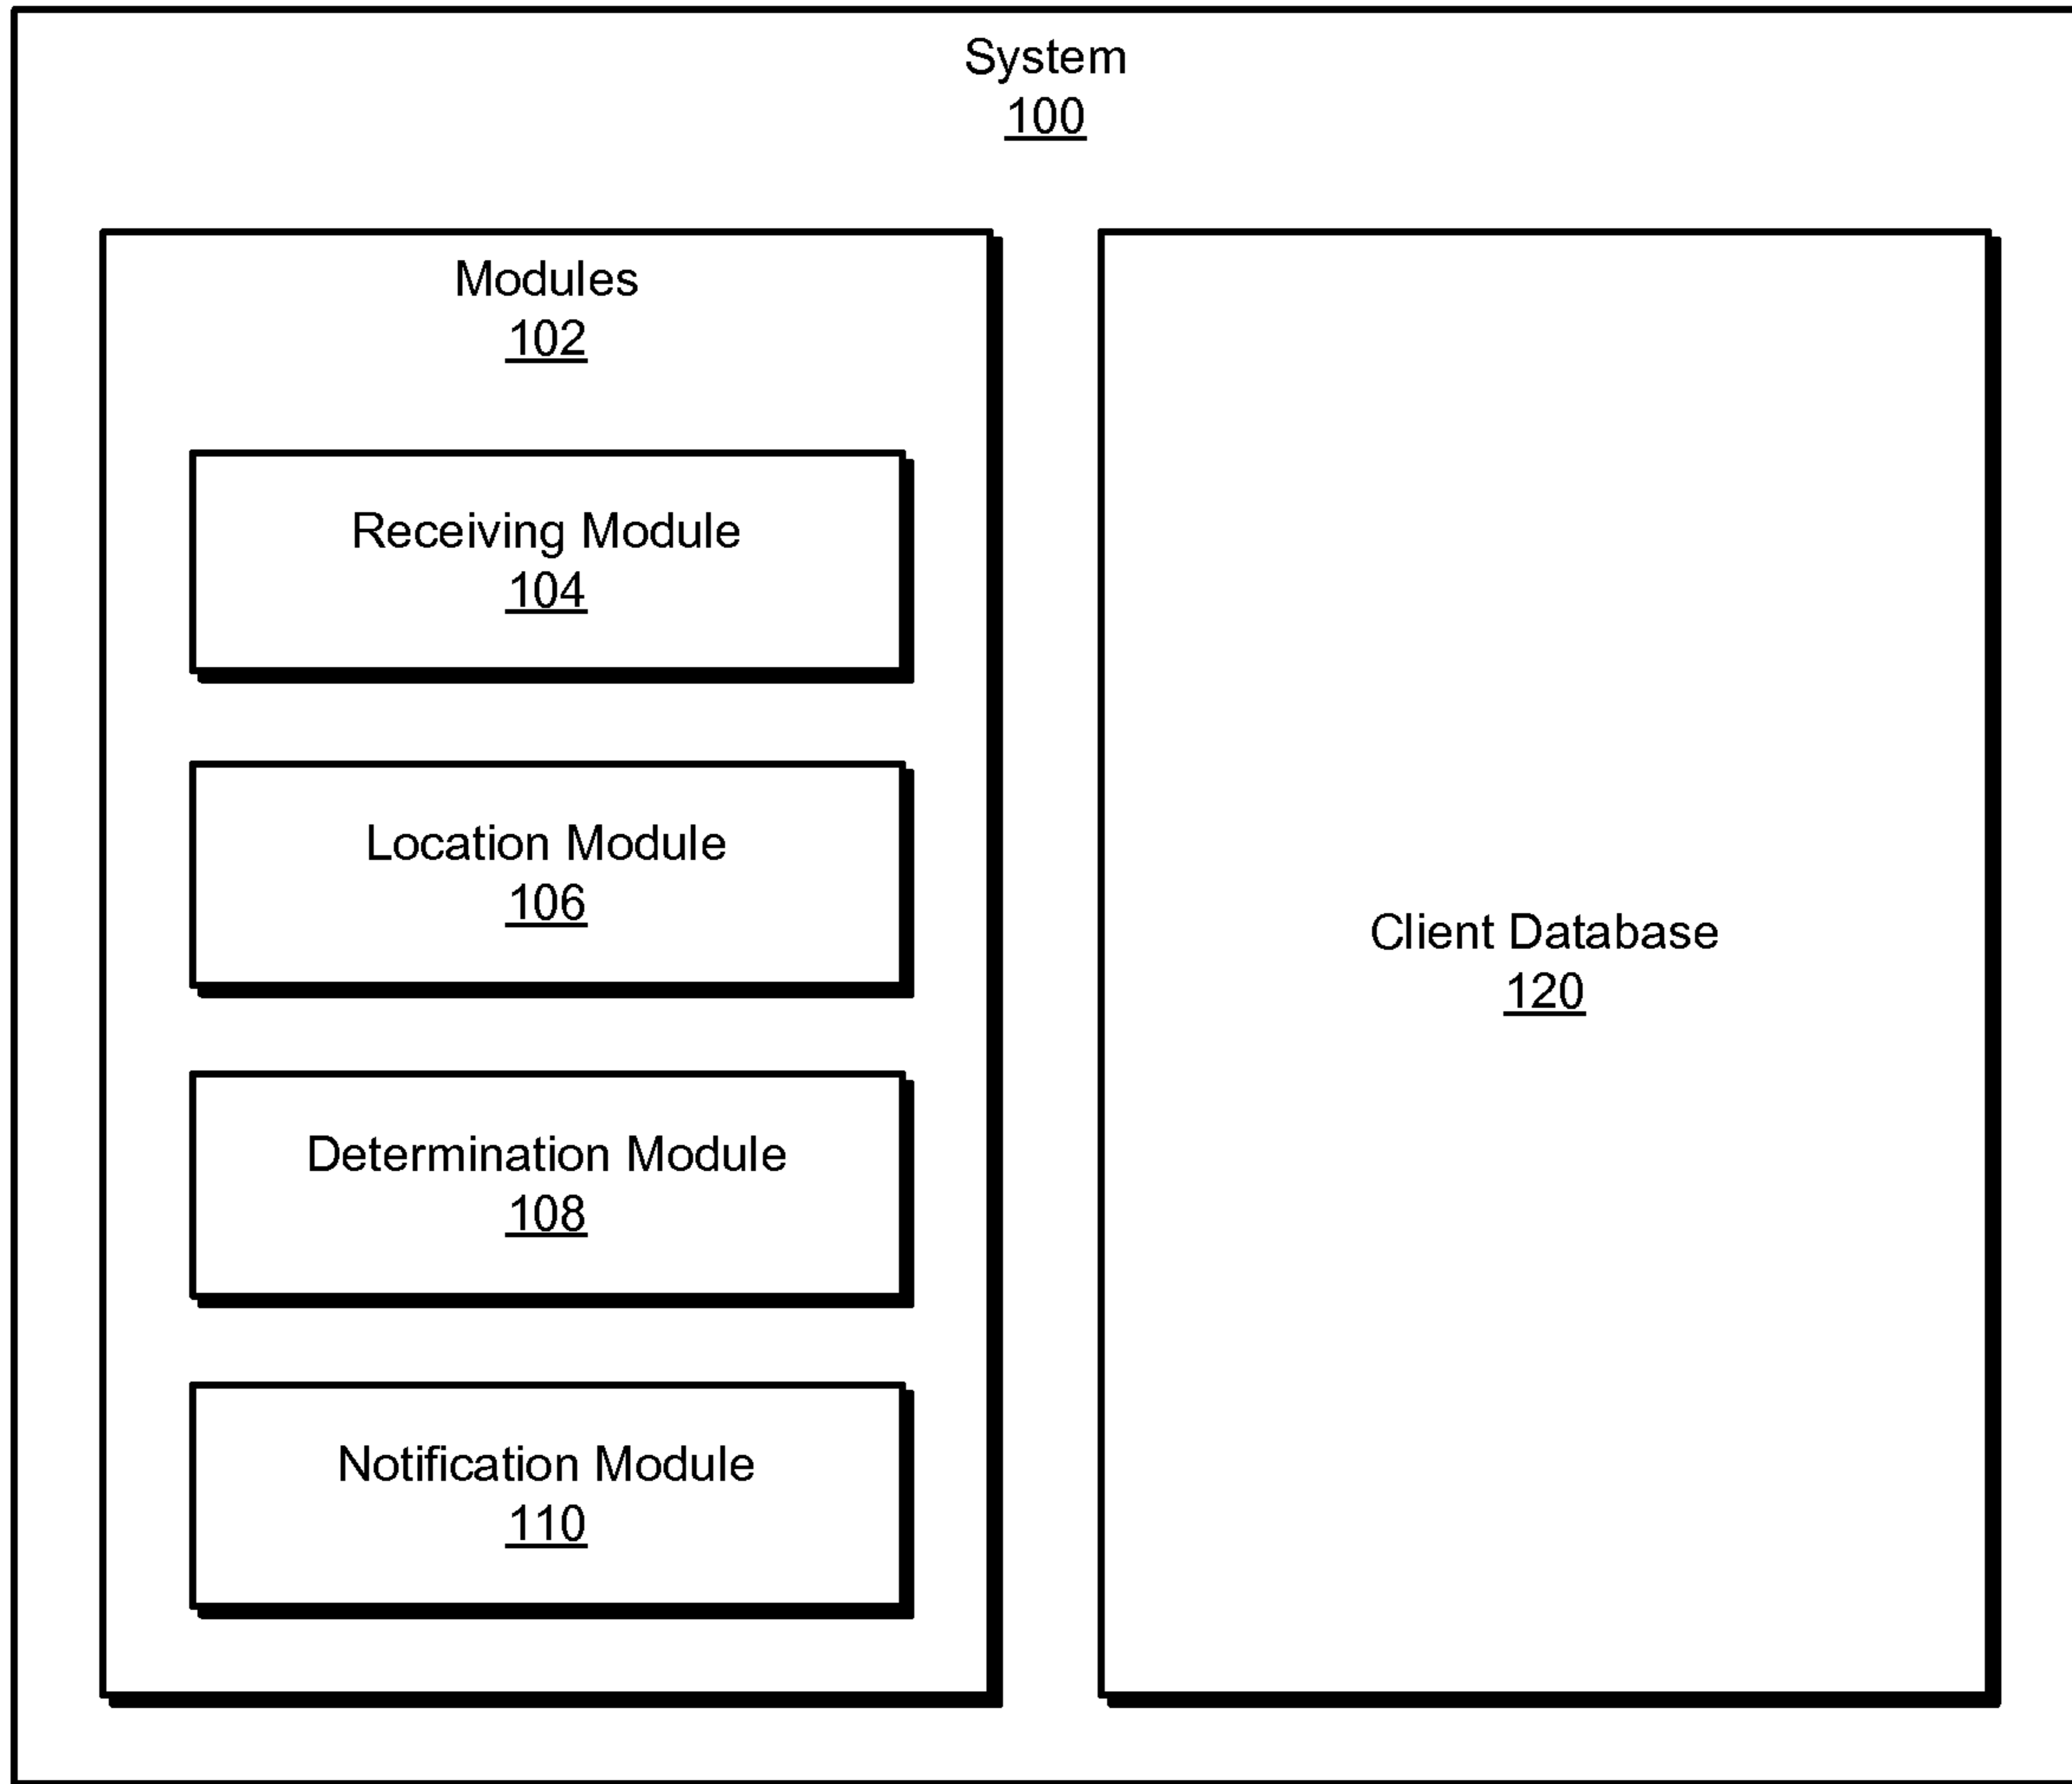 System
100
Modules
102
Receiving Module
104
Location Module
106
Determination Module
108
Notification Module
110
Client Database
120